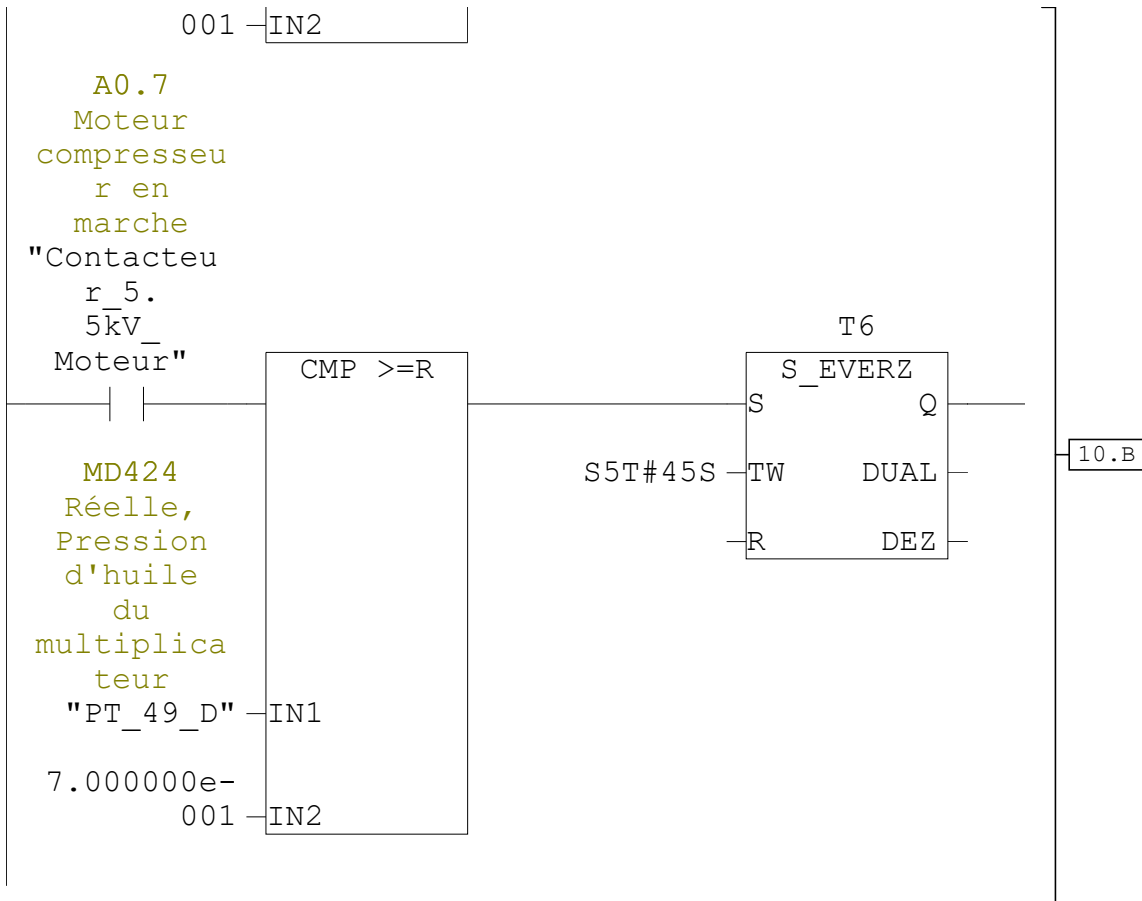 001 IN2
A0.7
Moteur
compresseu
r en
marche
"Contacteu
r_5.
5kV_
Moteur"
CMP >=R
T6
S_EVERZ
S Q
S5T#45S TW DUAL
R DEZ
10.B
MD424
Réelle,
Pression
d'huile
du
multiplica
teur
"PT_49_D" IN1
7.000000e-
001 IN2